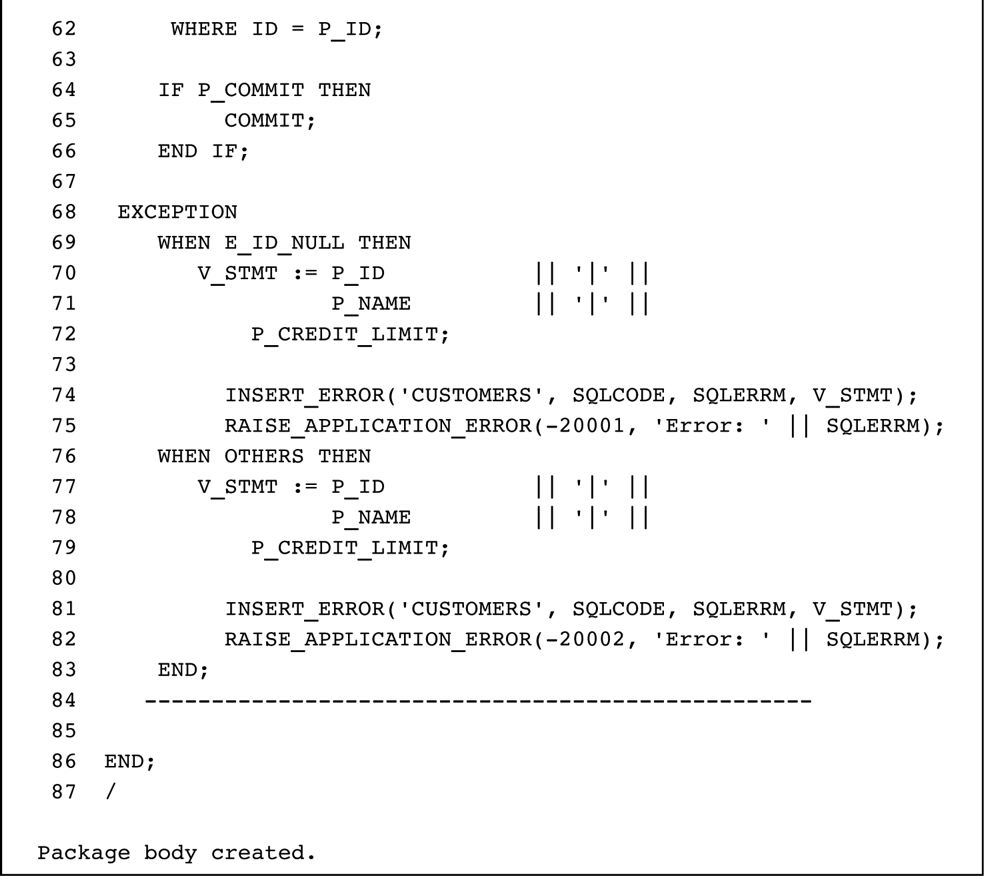 62       WHERE ID = P_ID;
63
64      IF P_COMMIT THEN
65           COMMIT;
66      END IF;
67
68   EXCEPTION
69      WHEN E_ID_NULL THEN
70         V_STMT := P_ID           || '|' ||
71                   P_NAME         || '|' ||
72             P_CREDIT_LIMIT;
73
74           INSERT_ERROR('CUSTOMERS', SQLCODE, SQLERRM, V_STMT);
75           RAISE_APPLICATION_ERROR(-20001, 'Error: ' || SQLERRM);
76      WHEN OTHERS THEN
77         V_STMT := P_ID           || '|' ||
78                   P_NAME         || '|' ||
79             P_CREDIT_LIMIT;
80
81           INSERT_ERROR('CUSTOMERS', SQLCODE, SQLERRM, V_STMT);
82           RAISE_APPLICATION_ERROR(-20002, 'Error: ' || SQLERRM);
83      END;
84     --------------------------------------------------
85
86  END;
87  /
Package body created.